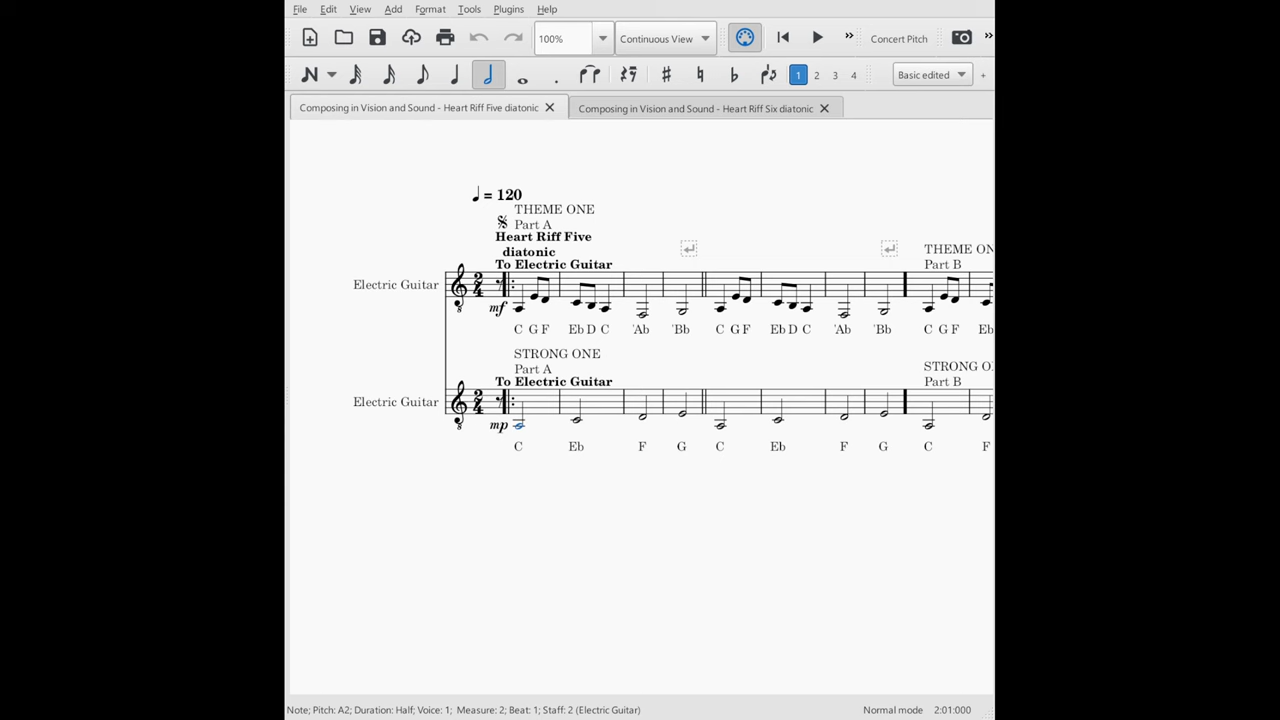 File Edit View Add Format Tools Plugins Help
100% Continuous View » Concert Pitch »
1 2 3 4 Basic edited +
Composing in Vision and Sound - Heart Riff Five diatonic Composing in Vision and Sound - Heart Riff Six diatonic
= 120
THEME ONE
Part A
Heart Riff Five
diatonic
To Electric Guitar
THEME ON
Part B
Electric Guitar
mf
C G F Eb D C 'Ab 'Bb C G F Eb D C 'Ab 'Bb C G F Eb
STRONG ONE
Part A
To Electric Guitar
STRONG O
Part B
Electric Guitar
mp
C Eb F G C Eb F G C F
Note; Pitch: A2; Duration: Half; Voice: 1; Measure: 2; Beat: 1; Staff: 2 (Electric Guitar) Normal mode 2:01:000